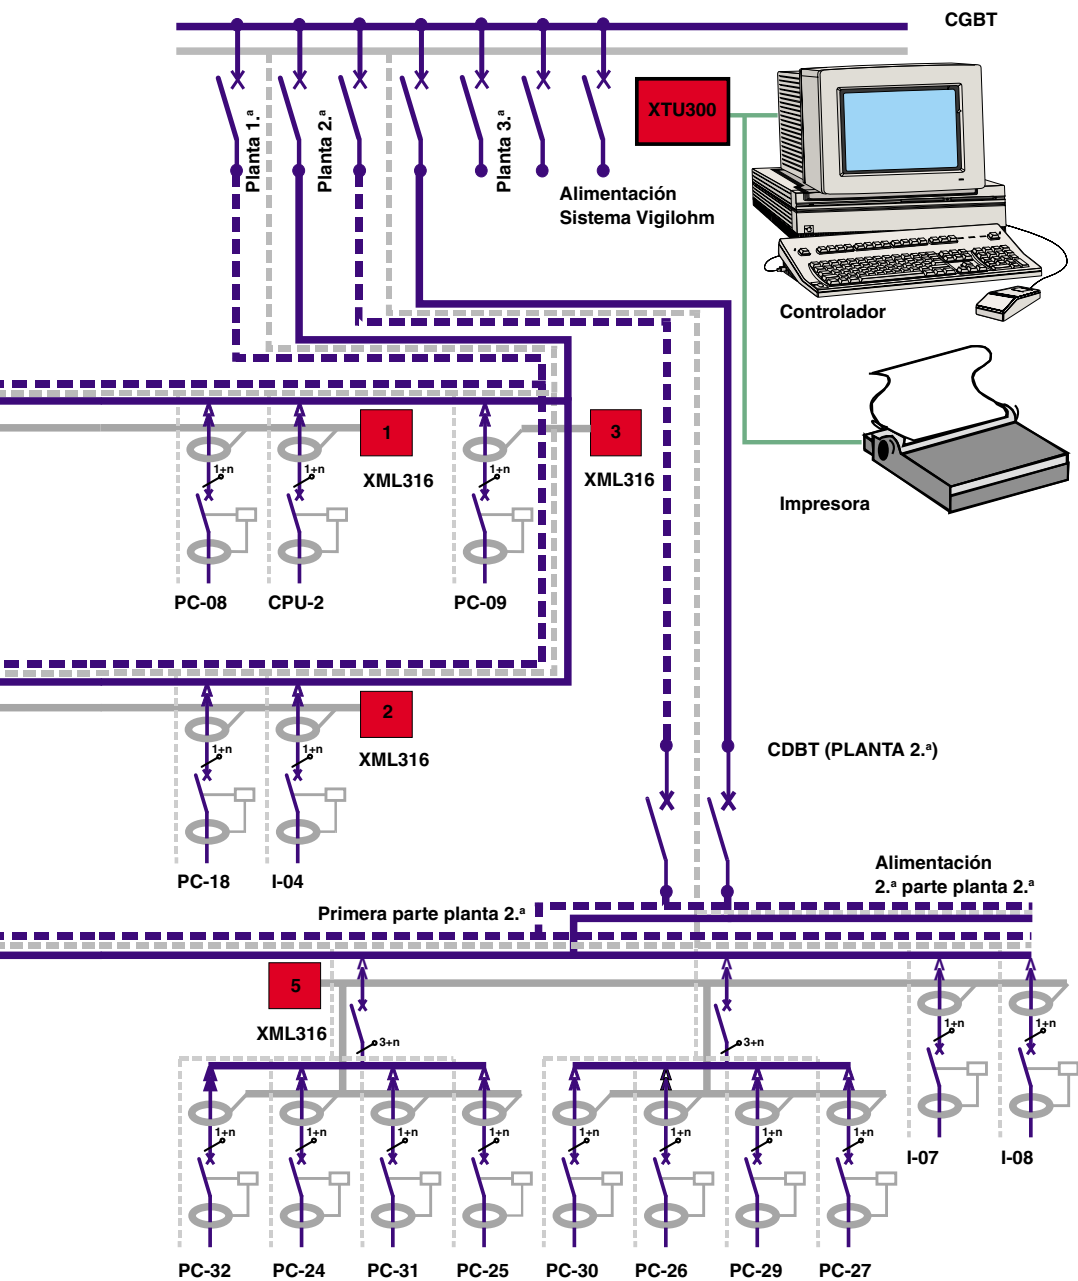 CGBT
XTU300
Planta 1.ª
Planta 2.ª
Planta 3.ª
Alimentación
Sistema Vigilohm
Controlador
1
3
XML316
XML316
1+n
1+n
1+n
Impresora
PC-08
CPU-2
PC-09
2
XML316
1+n
1+n
CDBT (PLANTA 2.ª)
PC-18
I-04
Alimentación
2.ª parte planta 2.ª
Primera parte planta 2.ª
5
XML316
3+n
3+n
1+n
1+n
1+n
1+n
1+n
1+n
1+n
1+n
1+n
1+n
I-07
I-08
PC-32
PC-24
PC-31
PC-25
PC-30
PC-26
PC-29
PC-27